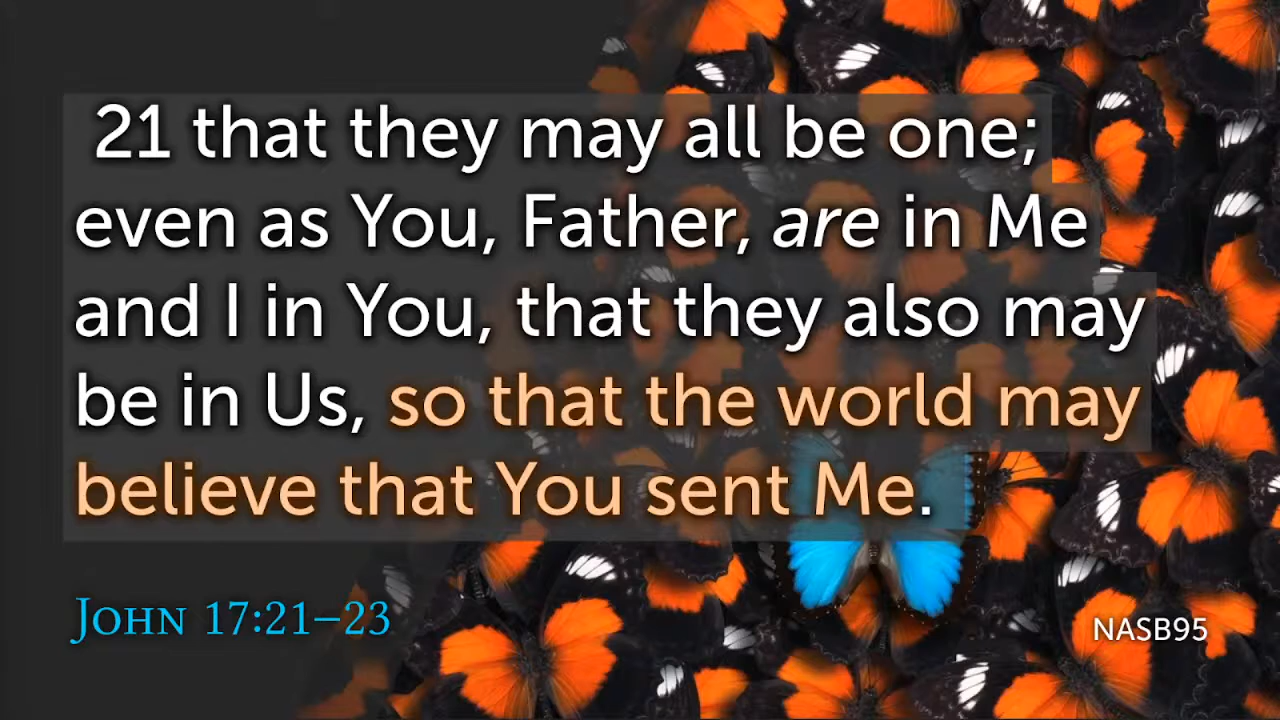 21 that they may all be one;
even as You, Father, are in Me
and I in You, that they also may
be in Us, so that the world may
believe that You sent Me.
John 17:21–23
NASB95